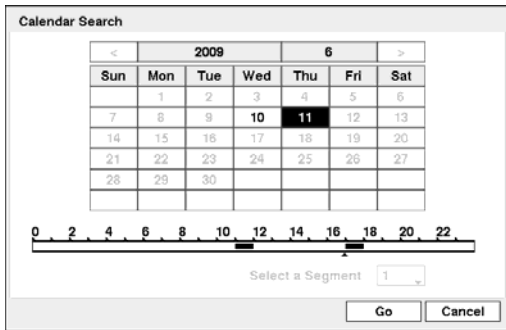 Calendar Search
< 2009 6 >
Sun Mon Tue Wed Thu Fri Sat
1 2 3 4 5 6
7 8 9 10 11 12 13
14 15 16 17 18 19 20
21 22 23 24 25 26 27
28 29 30
0 2 4 6 8 10 12 14 16 18 20 22
Select a Segment 1
Go Cancel